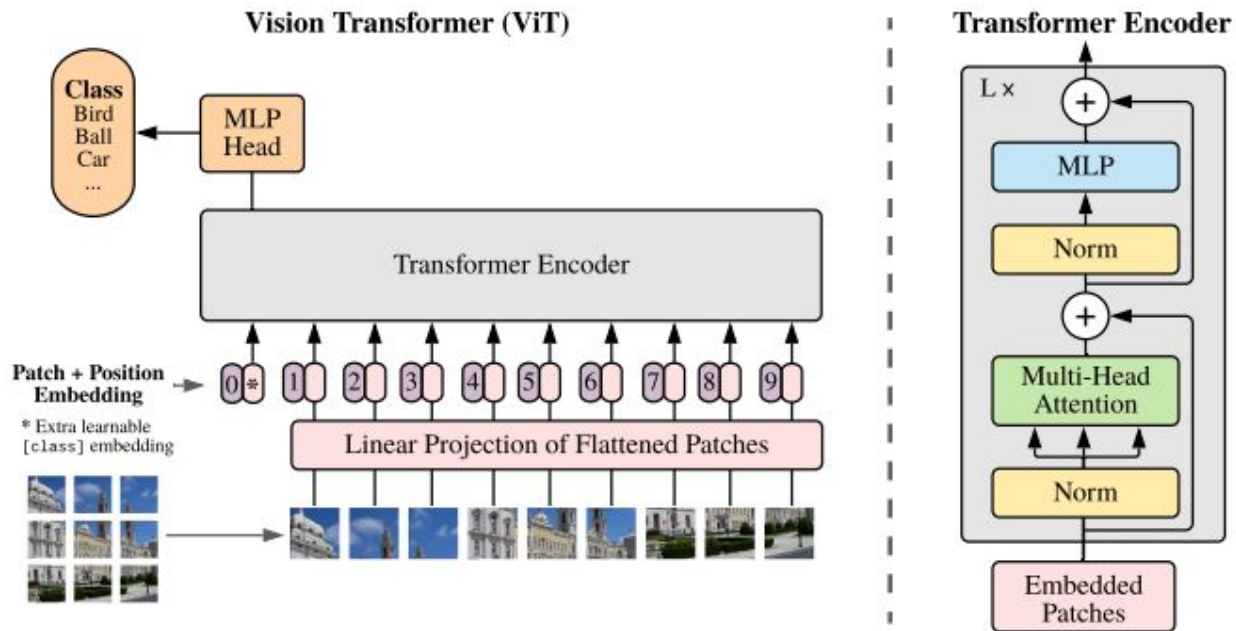 Vision Transformer (ViT)
Class
Bird
Ball
Car
...
MLP
Head
Transformer Encoder
Patch + Position
Embedding
0 * 1 2 3 4 5 6 7 8 9
* Extra learnable
[class] embedding
Linear Projection of Flattened Patches
Transformer Encoder
L ×
+
MLP
Norm
+
Multi-Head
Attention
Norm
Embedded
Patches